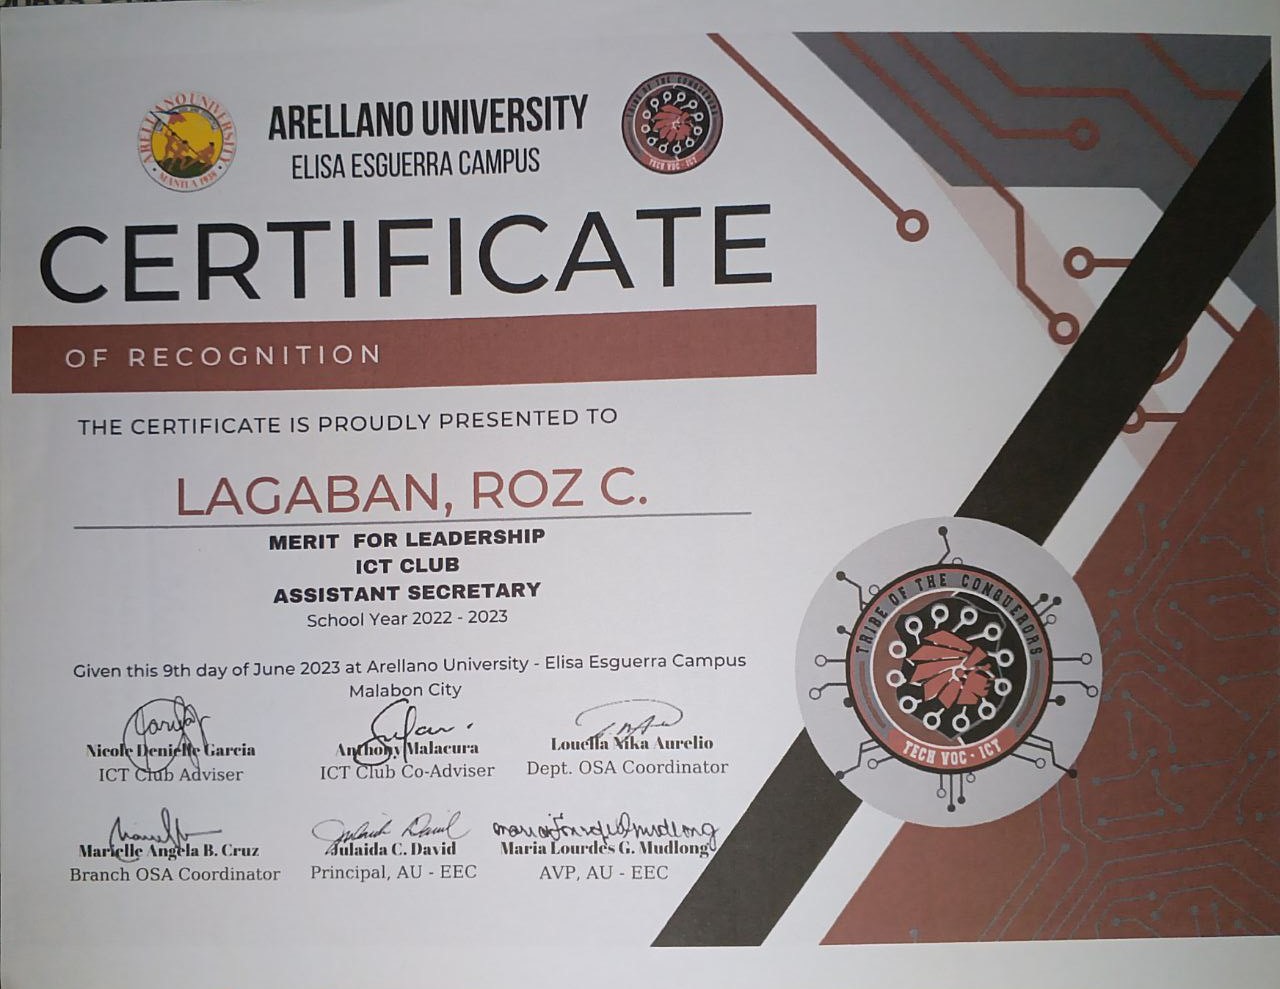 ARELLANO UNIVERSITY
MANILA 1938
ARELLANO UNIVERSITY
ELISA ESGUERRA CAMPUS
TRIBE OF THE CONQUERORS
TECH VOC - ICT
CERTIFICATE
OF RECOGNITION
THE CERTIFICATE IS PROUDLY PRESENTED TO
LAGABAN, ROZ C.
MERIT FOR LEADERSHIP
ICT CLUB
ASSISTANT SECRETARY
School Year 2022 - 2023
Given this 9th day of June 2023 at Arellano University - Elisa Esguerra Campus
Malabon City
Nicole Denielle Garcia
ICT Club Adviser
Anthony Malacura
ICT Club Co-Adviser
Louella Nika Aurelio
Dept. OSA Coordinator
Marielle Angela B. Cruz
Branch OSA Coordinator
Julaida C. David
Principal, AU - EEC
Maria Lourdes G. Mudlong
AVP, AU - EEC
TRIBE OF THE CONQUERORS
TECH VOC - ICT